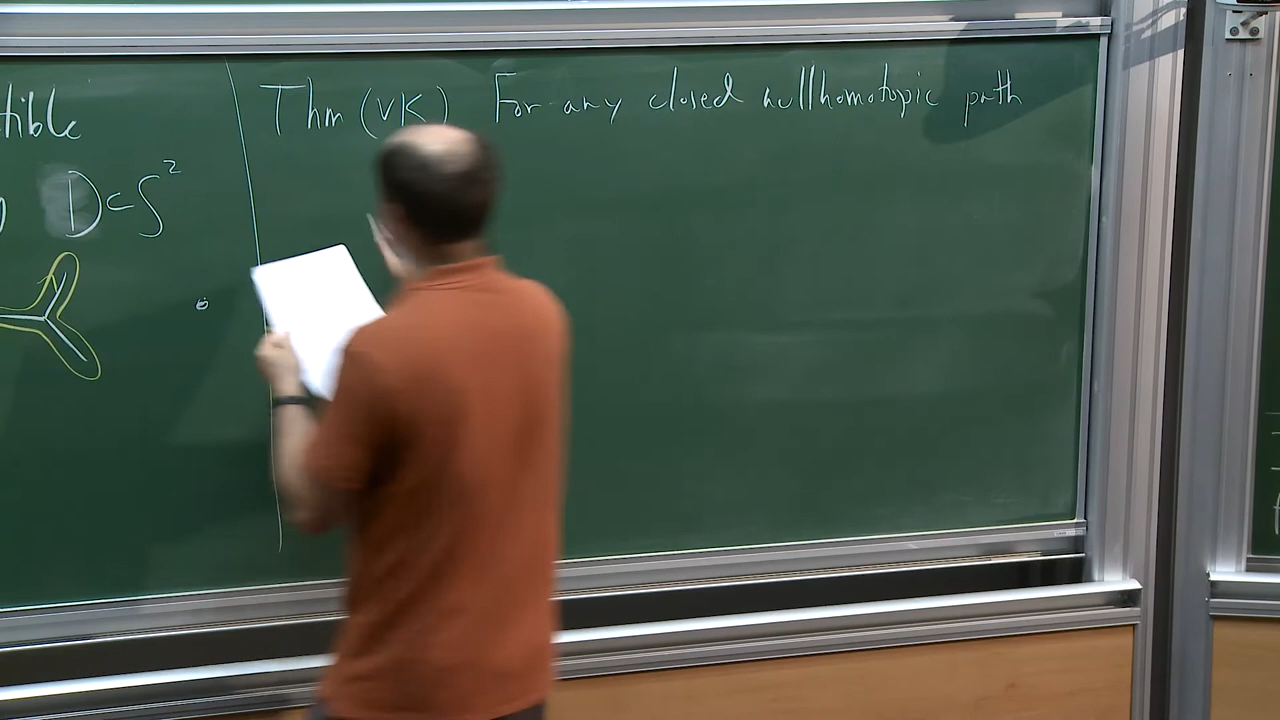 tible
D ⊂ S²
Thm (VK) For any closed nullhomotopic path